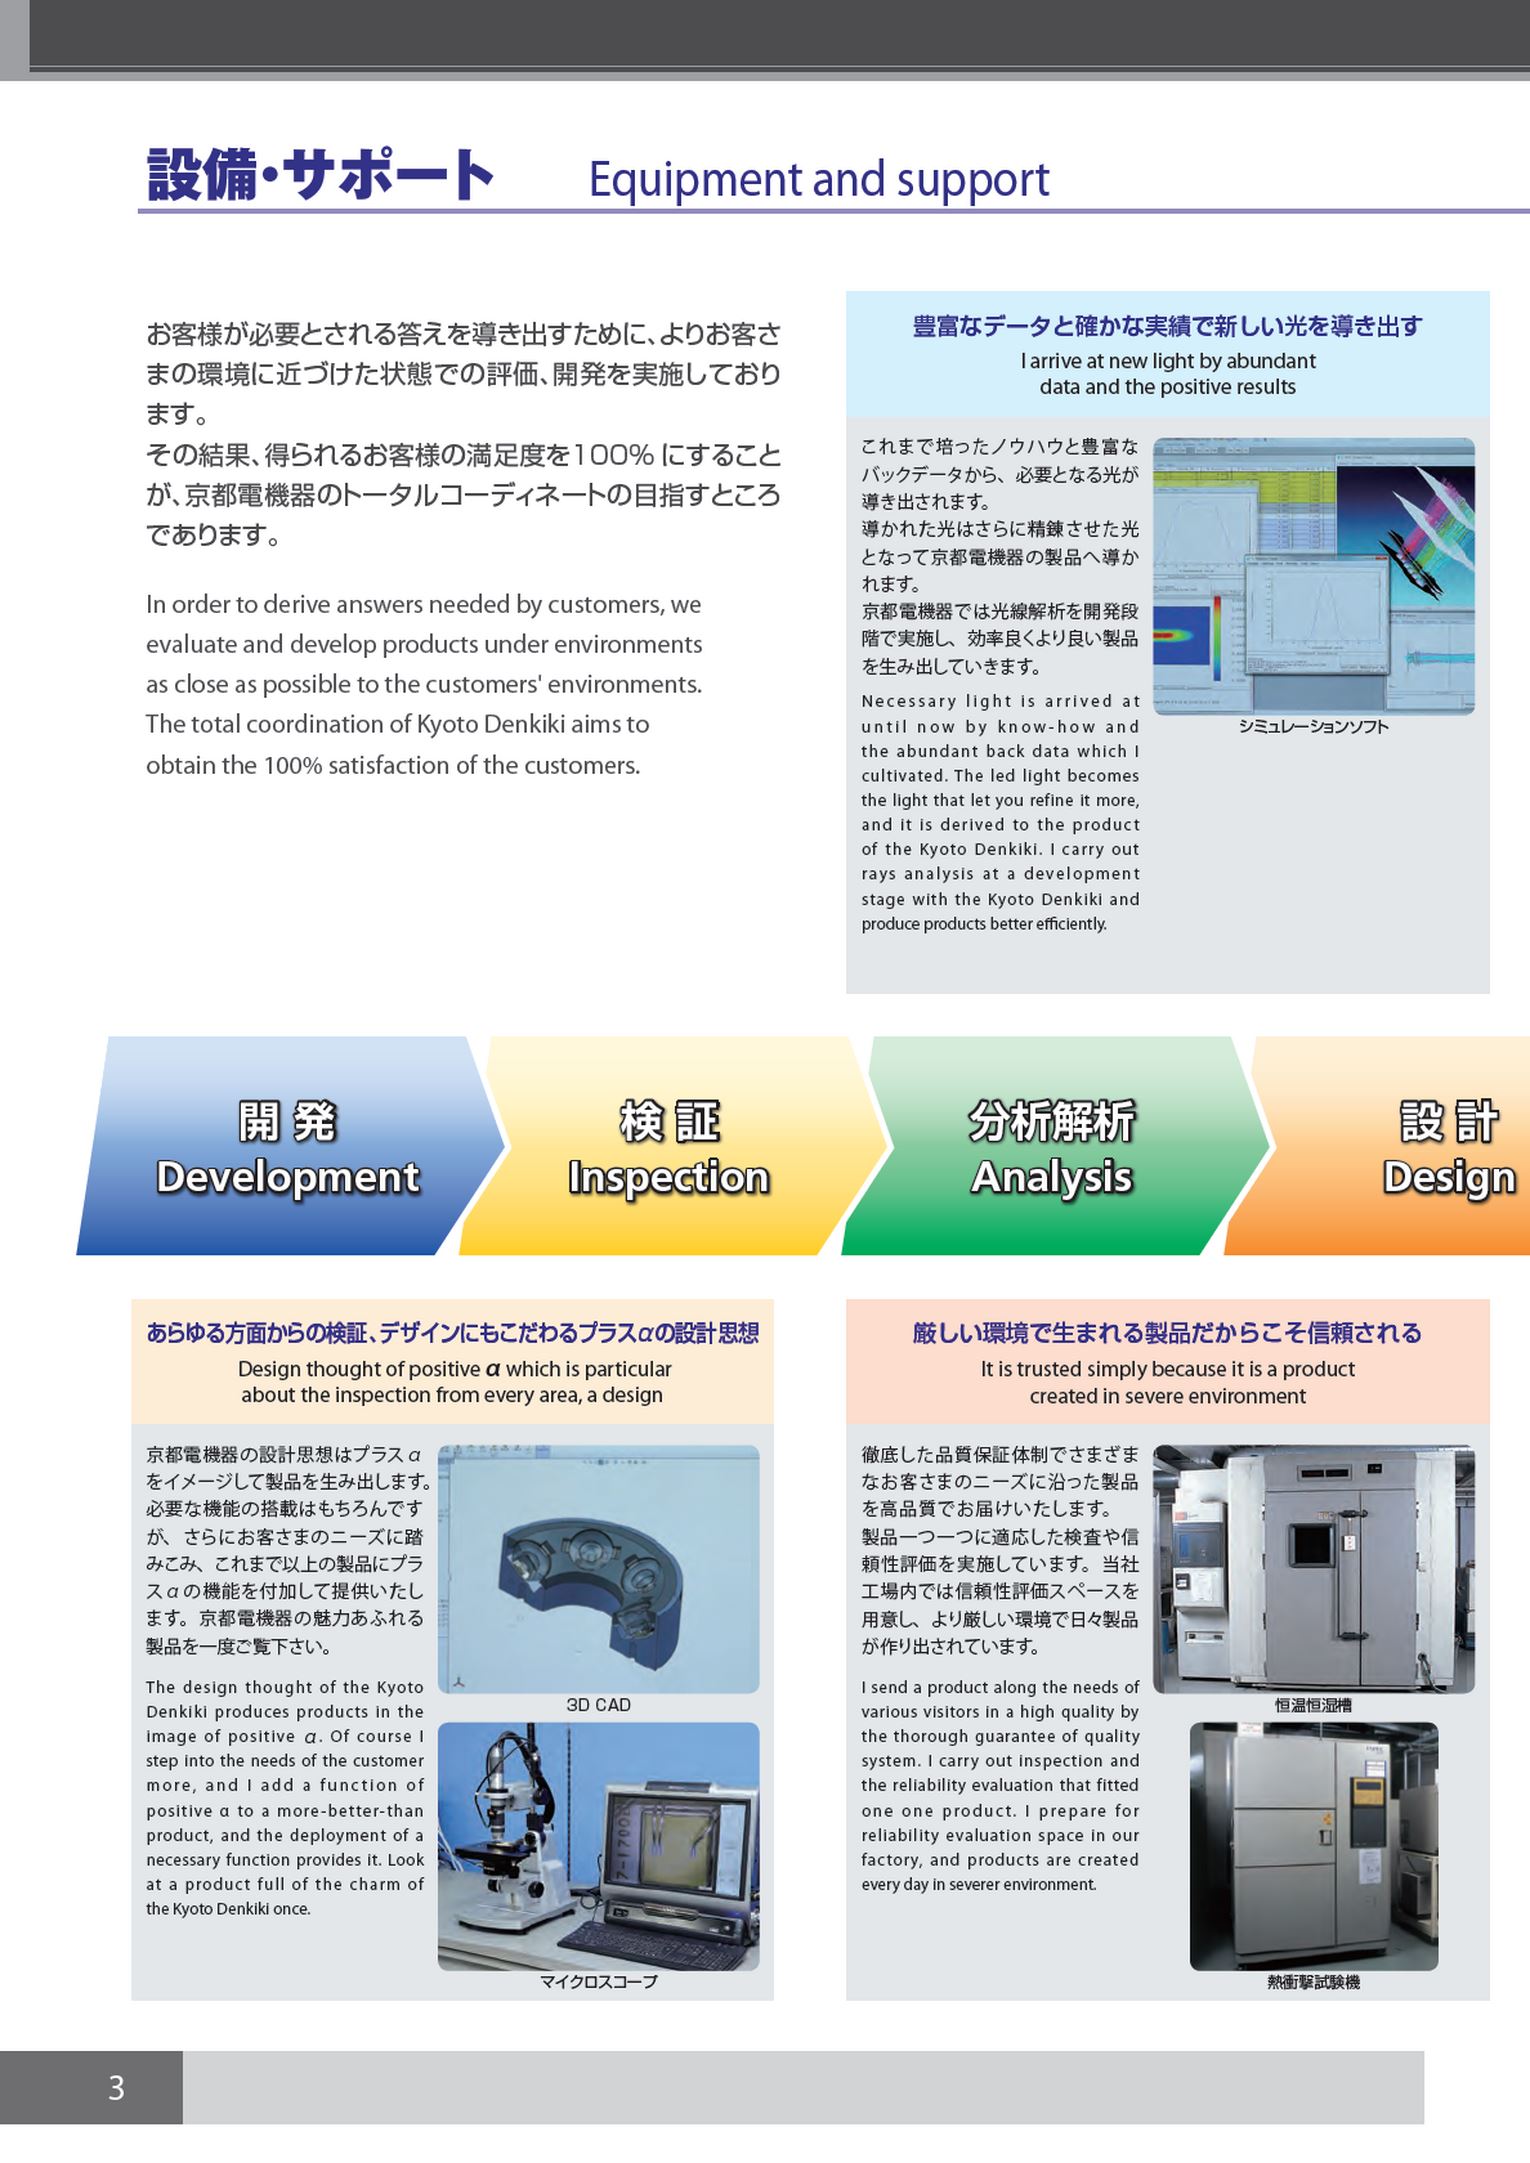 設備・サポート Equipment and support
お客様が必要とされる答えを導き出すために、よりお客さ
まの環境に近づけた状態での評価、開発を実施しており
ます。
その結果、得られるお客様の満足度を100% にすること
が、京都電機器のトータルコーディネートの目指すところ
であります。
In order to derive answers needed by customers, we
evaluate and develop products under environments
as close as possible to the customers' environments.
The total coordination of Kyoto Denkiki aims to
obtain the 100% satisfaction of the customers.
豊富なデータと確かな実績で新しい光を導き出す
I arrive at new light by abundant
data and the positive results
これまで培ったノウハウと豊富な
バックデータから、必要となる光が
導き出されます。
導かれた光はさらに精錬させた光
となって京都電機器の製品へ導か
れます。
京都電機器では光線解析を開発段
階で実施し、効率良くより良い製品
を生み出していきます。
Necessary light is arrived at
until now by know-how and
the abundant back data which I
cultivated. The led light becomes
the light that let you refine it more,
and it is derived to the product
of the Kyoto Denkiki. I carry out
rays analysis at a development
stage with the Kyoto Denkiki and
produce products better efficiently.
シミュレーションソフト
開 発
Development
検 証
Inspection
分析解析
Analysis
設 計
Design
あらゆる方面からの検証、デザインにもこだわるプラスαの設計思想
Design thought of positive α which is particular
about the inspection from every area, a design
京都電機器の設計思想はプラスα
をイメージして製品を生み出します。
必要な機能の搭載はもちろんです
が、さらにお客さまのニーズに踏
みこみ、これまで以上の製品にプラ
スαの機能を付加して提供いたし
ます。京都電機器の魅力あふれる
製品を一度ご覧下さい。
The design thought of the Kyoto
Denkiki produces products in the
image of positive α. Of course I
step into the needs of the customer
more, and I add a function of
positive α to a more-better-than
product, and the deployment of a
necessary function provides it. Look
at a product full of the charm of
the Kyoto Denkiki once.
3D CAD
マイクロスコープ
厳しい環境で生まれる製品だからこそ信頼される
It is trusted simply because it is a product
created in severe environment
徹底した品質保証体制でさまざま
なお客さまのニーズに沿った製品
を高品質でお届けいたします。
製品一つ一つに適応した検査や信
頼性評価を実施しています。当社
工場内では信頼性評価スペースを
用意し、より厳しい環境で日々製品
が作り出されています。
I send a product along the needs of
various visitors in a high quality by
the thorough guarantee of quality
system. I carry out inspection and
the reliability evaluation that fitted
one one product. I prepare for
reliability evaluation space in our
factory, and products are created
every day in severer environment.
恒温恒湿槽
熱衝撃試験機
3